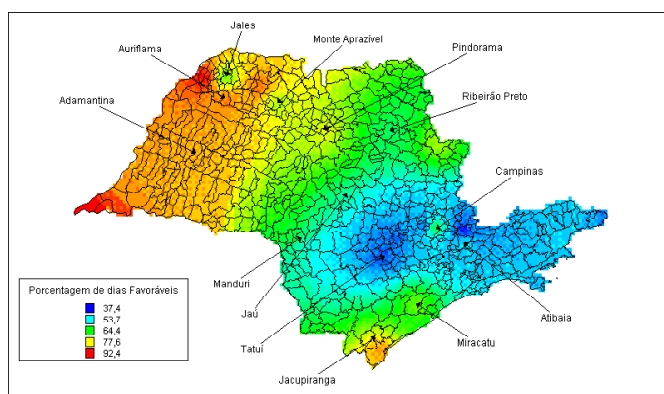 Jales
Auriflama
Monte Aprazível
Pindorama
Adamantina
Ribeirão Preto
Campinas
Porcentagem de dias Favoráveis
37,4
53,7
64,4
77,6
92,4
Manduri
Jaú
Tatuí
Jacupiranga
Miracatu
Atibaia